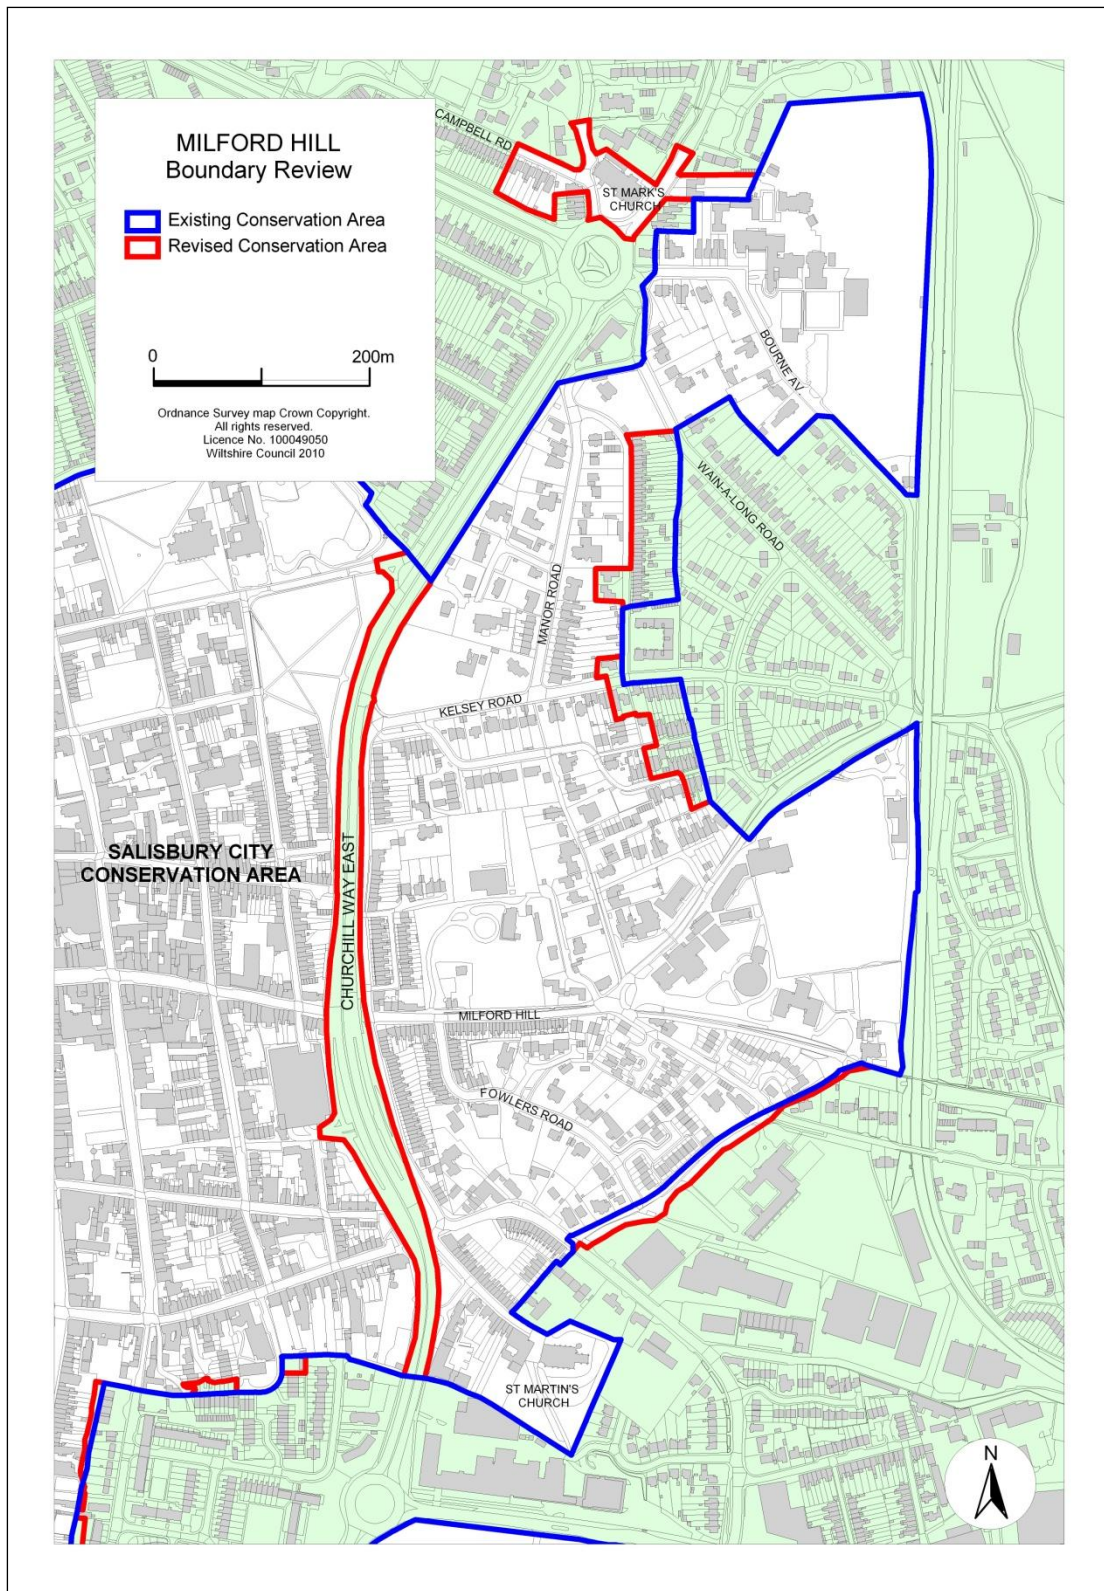 MILFORD HILL
Boundary Review
Existing Conservation Area
Revised Conservation Area
0 200m
Ordnance Survey map Crown Copyright.
All rights reserved.
Licence No. 100049050
Wiltshire Council 2010
CAMPBELL RD
ST MARK'S
CHURCH
BOURNE AV.
WAIN-A-LONG ROAD
MANOR ROAD
KELSEY ROAD
SALISBURY CITY
CONSERVATION AREA
CHURCHILL WAY EAST
MILFORD HILL
FOWLERS ROAD
ST MARTIN'S
CHURCH
N